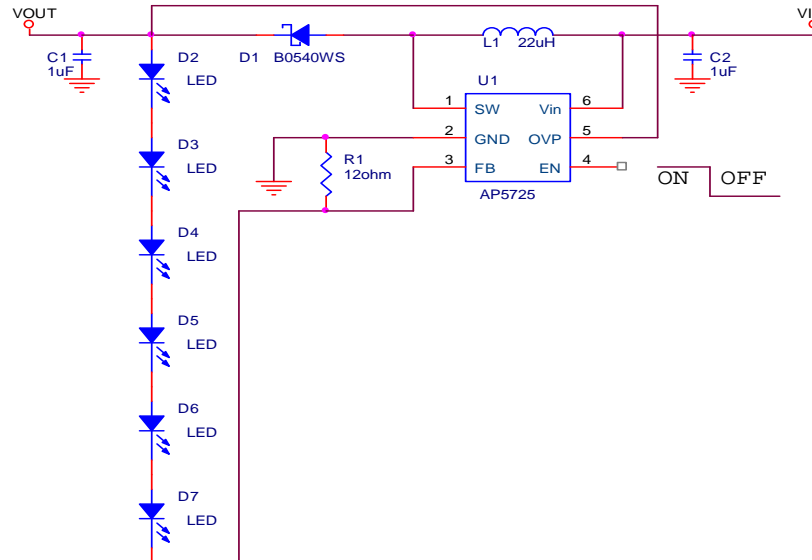 VOUT
VI
C1
1uF
D2
LED
D1
B0540WS
L1
22uH
C2
1uF
U1
1
SW
Vin
6
2
GND
OVP
5
3
FB
EN
4
AP5725
R1
12ohm
ON
OFF
D3
LED
D4
LED
D5
LED
D6
LED
D7
LED